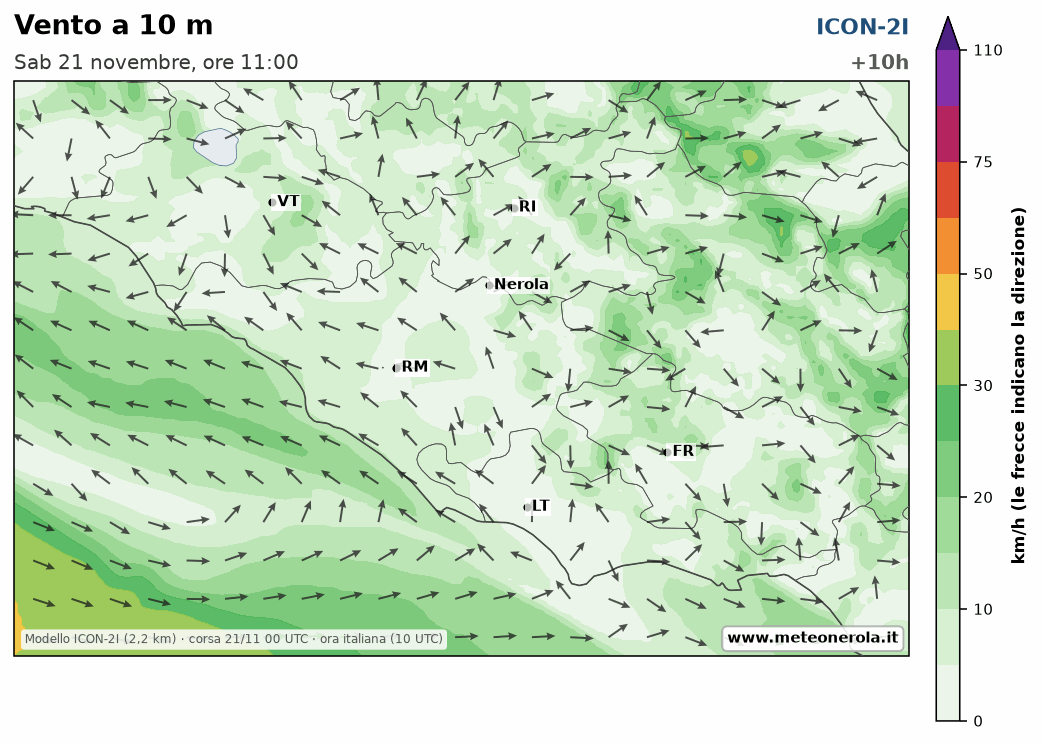 Vento a 10 m
ICON-2I
Sab 21 novembre, ore 11:00
+10h
VT
RI
Nerola
RM
FR
LT
Modello ICON-2I (2,2 km) · corsa 21/11 00 UTC · ora italiana (10 UTC)
www.meteonerola.it
110
75
50
30
20
10
0
km/h (le frecce indicano la direzione)